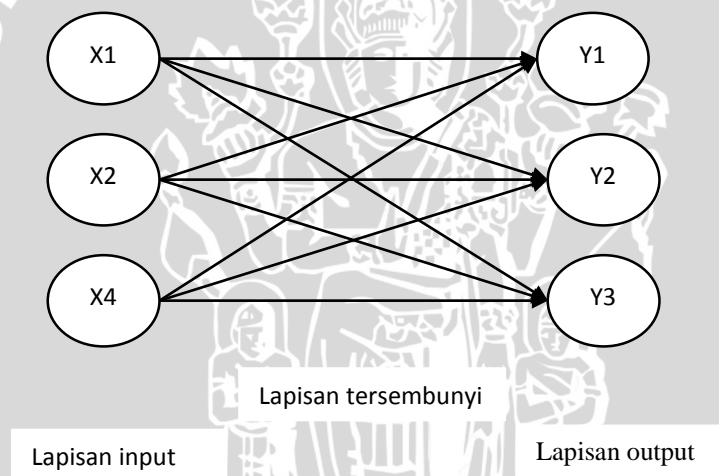 X1
Y1
X2
Y2
X4
Y3
Lapisan tersembunyi
Lapisan input
Lapisan output